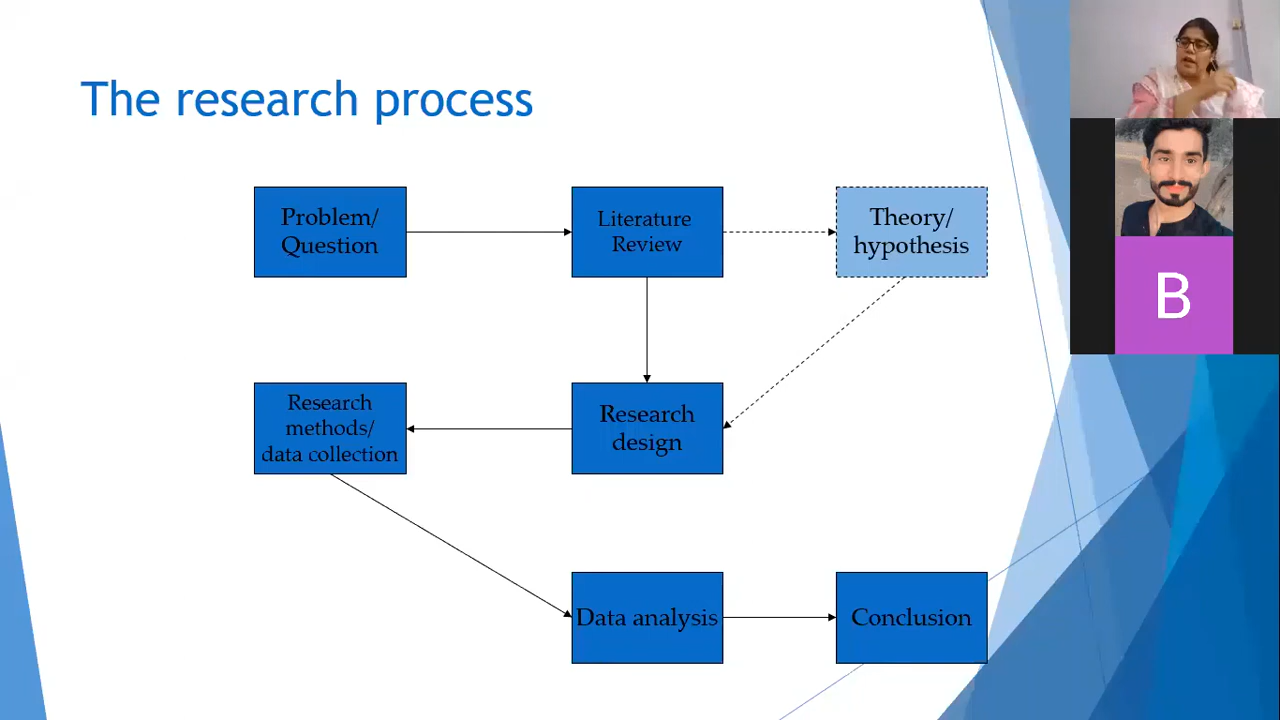 The research process
Problem/
Question
Literature
Review
Theory/
hypothesis
Research
methods/
data collection
Research
design
Data analysis
Conclusion
B